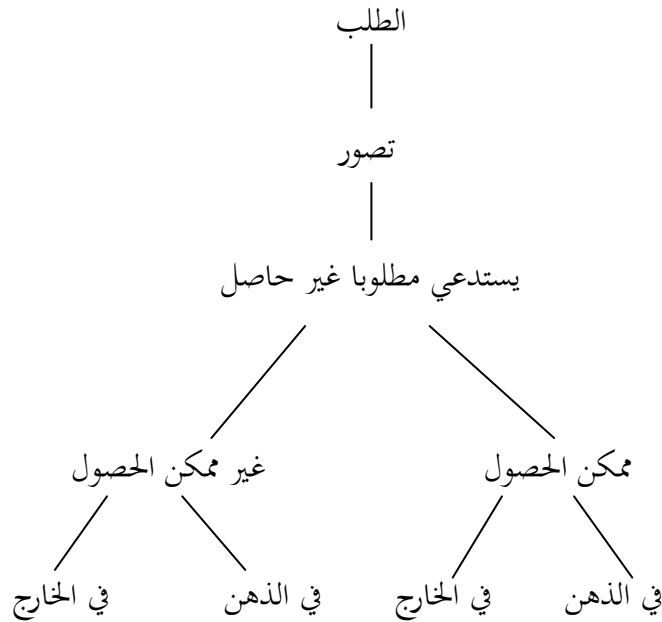 الطلب
تصور
يستدعي مطلوبا غير حاصل
ممكن الحصول
غير ممكن الحصول
في الذهن
في الخارج
في الذهن
في الخارج